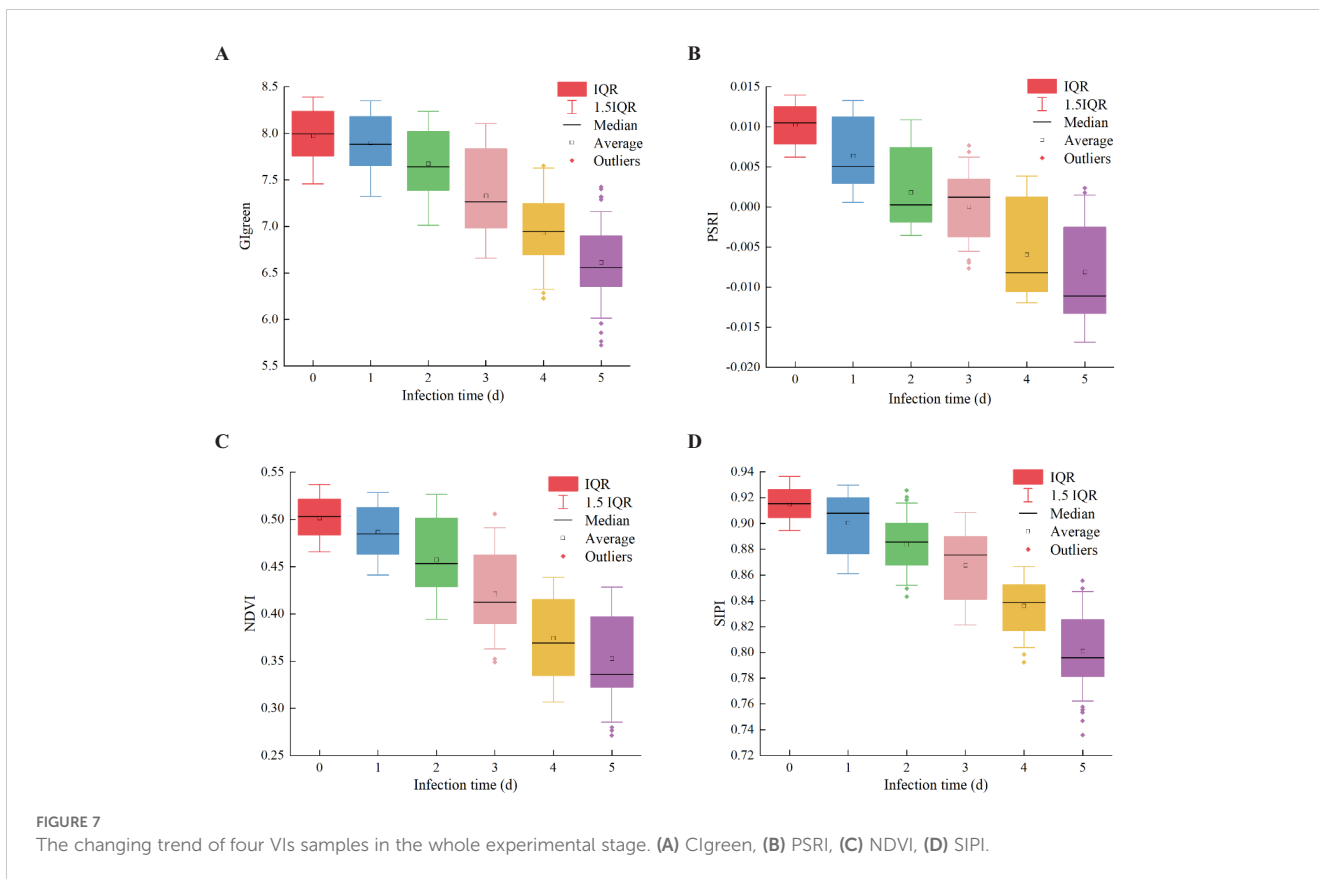 A
GIgreen
8.5
8.0
7.5
7.0
6.5
6.0
5.5
IQR
1.5IQR
Median
Average
Outliers
0 1 2 3 4 5
Infection time (d)
B
PSRI
0.015
0.010
0.005
0.000
-0.005
-0.010
-0.015
-0.020
IQR
1.5IQR
Median
Average
Outliers
0 1 2 3 4 5
Infection time (d)
C
NDVI
0.55
0.50
0.45
0.40
0.35
0.30
0.25
IQR
1.5 IQR
Median
Average
Outliers
0 1 2 3 4 5
Infection time (d)
D
SIPI
0.94
0.92
0.90
0.88
0.86
0.84
0.82
0.80
0.78
0.76
0.74
0.72
IQR
1.5 IQR
Median
Average
Outliers
0 1 2 3 4 5
Infection time (d)
FIGURE 7
The changing trend of four VIs samples in the whole experimental stage. (A) CIgreen, (B) PSRI, (C) NDVI, (D) SIPI.